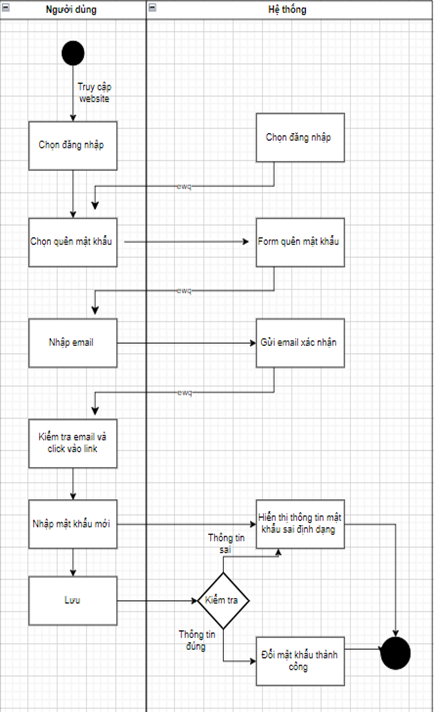 Người dùng
Hệ thống
Truy cập
website
Chọn đăng nhập
Chọn đăng nhập
ewq
Chọn quên mật khẩu
Form quên mật khẩu
ewq
Nhập email
Gửi email xác nhận
ewq
Kiểm tra email và
click vào link
Nhập mật khẩu mới
Hiển thị thông tin mật
khẩu sai định dạng
Thông tin
sai
Lưu
Kiểm tra
Thông tin
đúng
Đổi mật khẩu thành
công